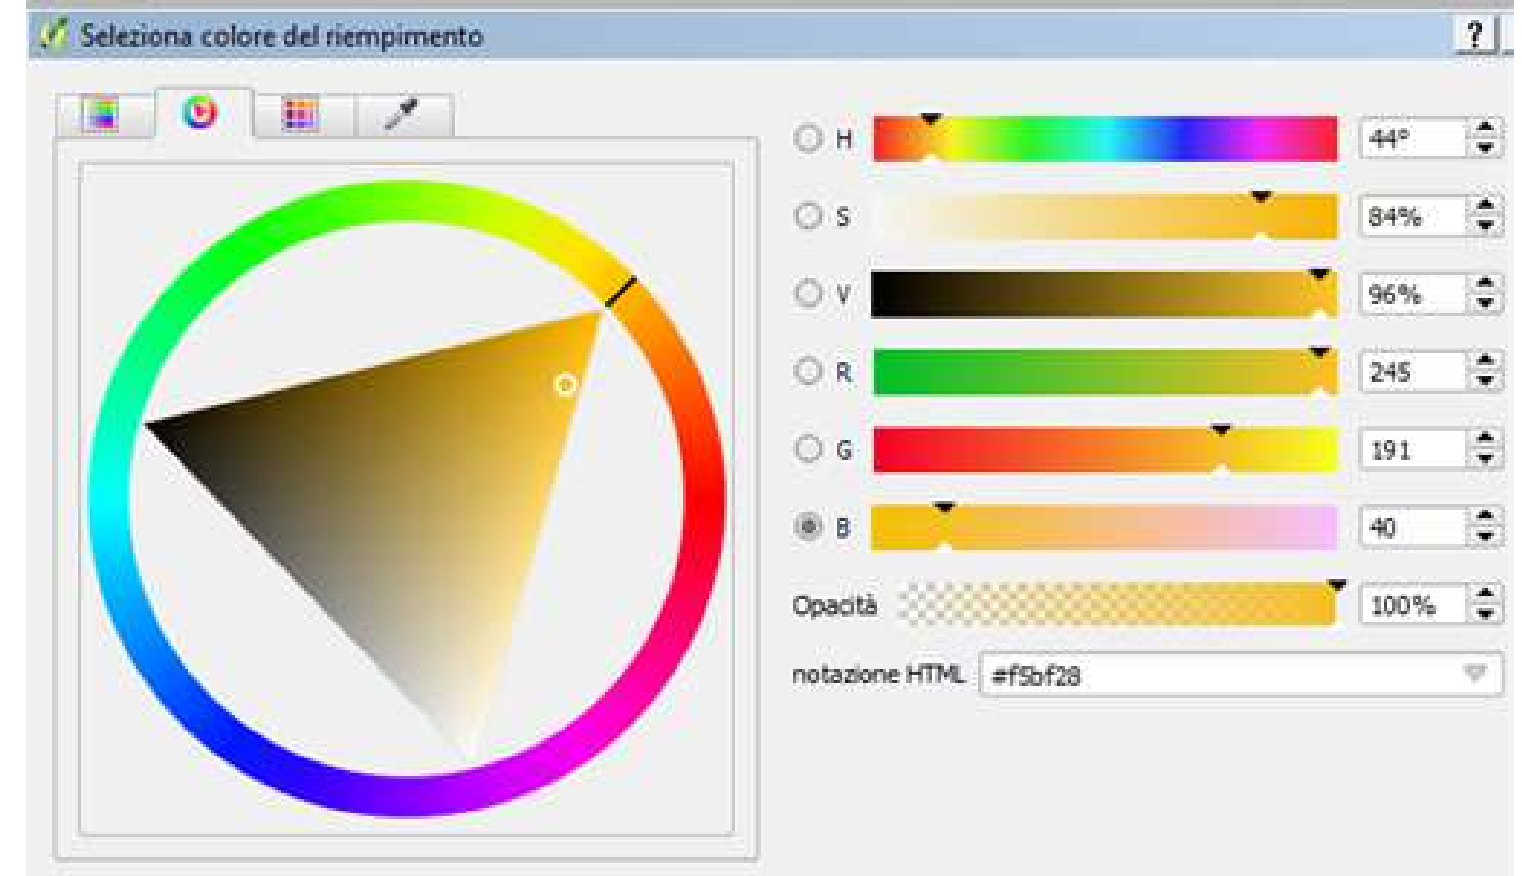 Seleziona colore del riempimento ?
H 44°
S 84%
V 96%
R 245
G 191
B 40
Opacità 100%
notazione HTML #f5bf28